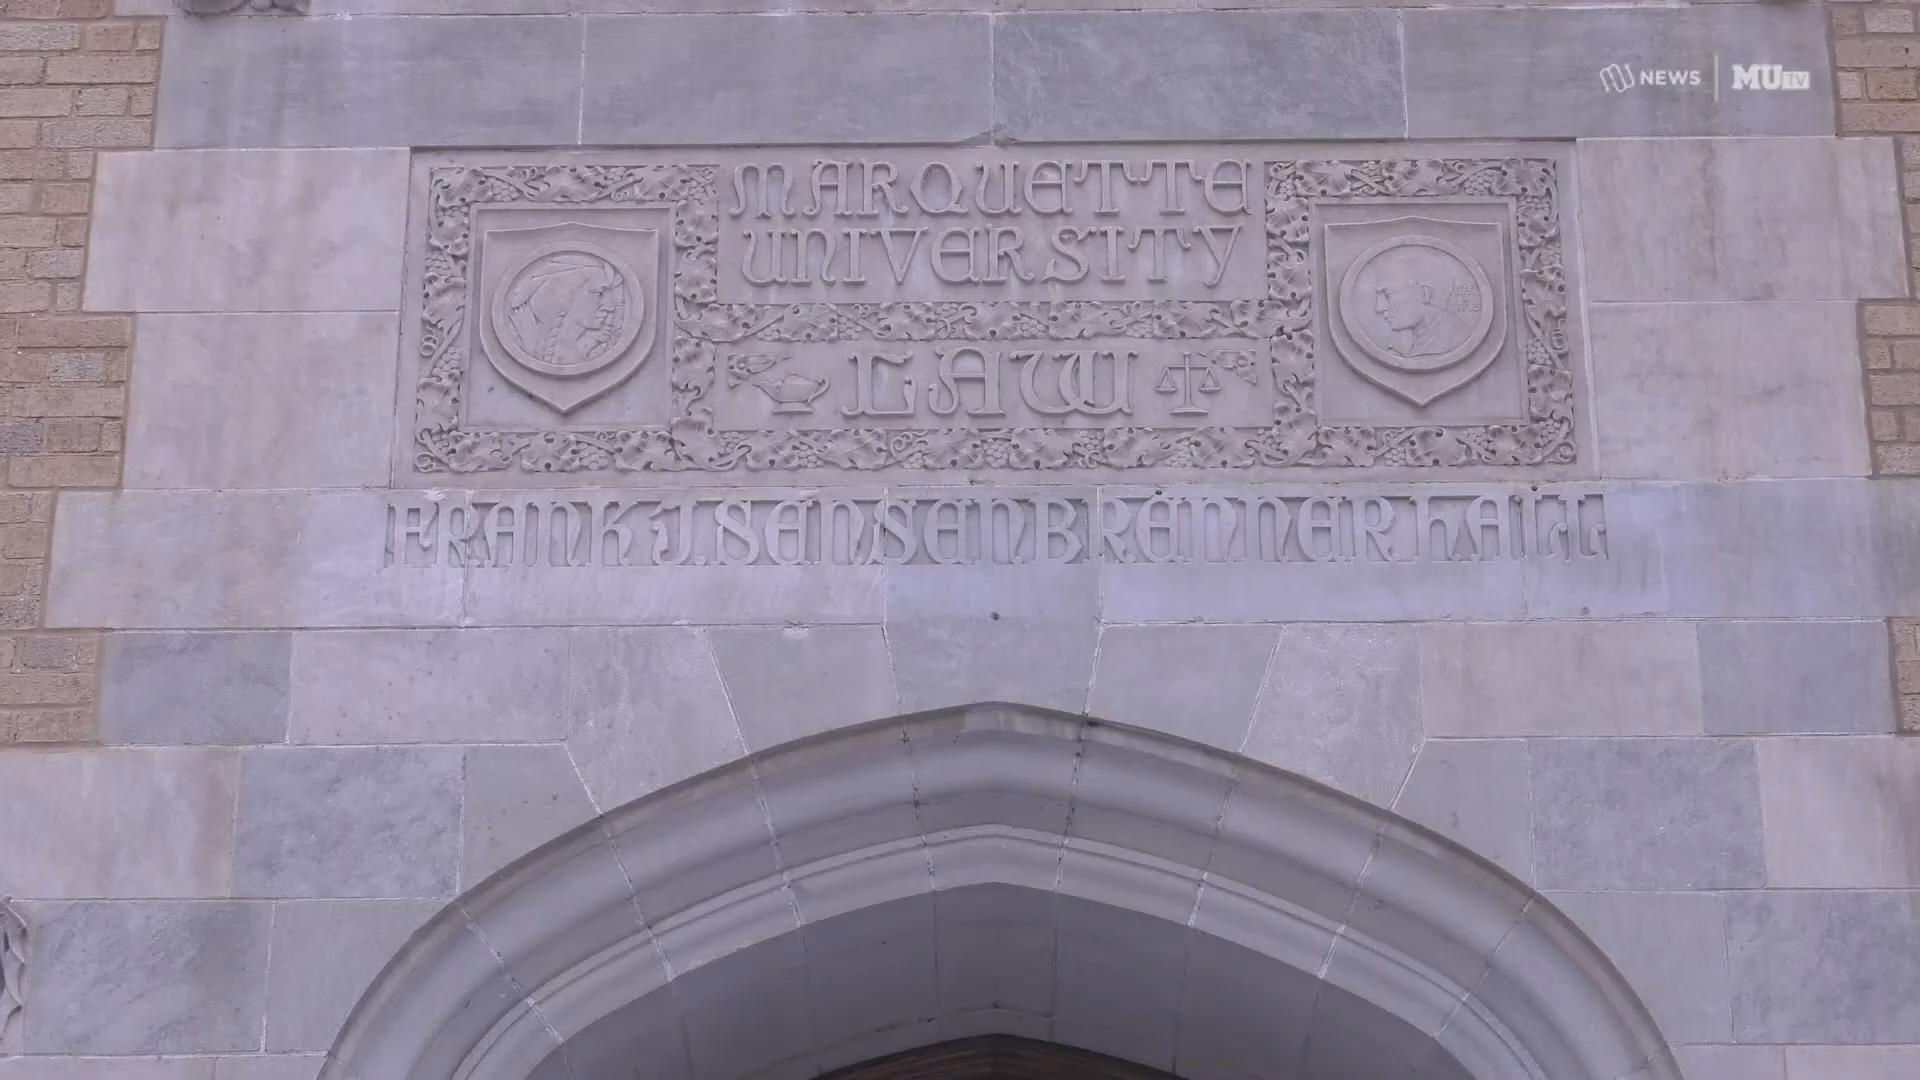 NEWS | MUTV
MARQUETTE
UNIVERSITY
LAW
FRANK J. SENSENBRENNER HALL